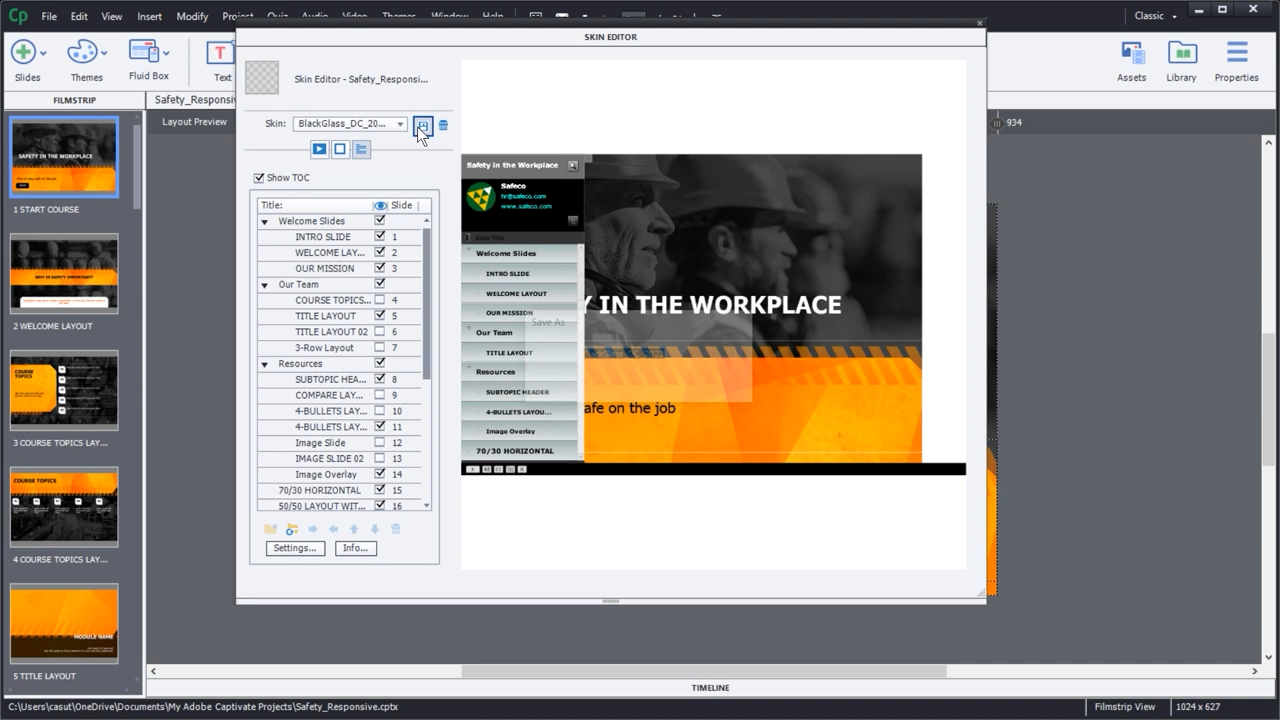 Cp File Edit View Insert Modify Project Quiz Audio Video Themes Window Help
Classic
Slides Themes Fluid Box Text
Assets Library Properties
SKIN EDITOR
FILMSTRIP
Safety_Responsi
Layout Preview
934
Skin Editor - Safety_Responsi...
Skin: BlackGlass_DC_20...
Show TOC
Title: Slide
Welcome Slides
INTRO SLIDE 1
WELCOME LAY... 2
OUR MISSION 3
Our Team
COURSE TOPICS... 4
TITLE LAYOUT 5
TITLE LAYOUT 02 6
3-Row Layout 7
Resources
SUBTOPIC HEA... 8
COMPARE LAY... 9
4-BULLETS LAY... 10
4-BULLETS LAY... 11
Image Slide 12
IMAGE SLIDE 02 13
Image Overlay 14
70/30 HORIZONTAL 15
50/50 LAYOUT WIT... 16
Settings... Info...
Safety in the Workplace
Safeco
hr@safeco.com
www.safeco.com
Slide Title
Welcome Slides
INTRO SLIDE
WELCOME LAYOUT
OUR MISSION
Our Team
TITLE LAYOUT
Resources
SUBTOPIC HEADER
4-BULLETS LAYOU...
Image Overlay
70/30 HORIZONTAL
Y IN THE WORKPLACE
Save As
afe on the job
SAFETY IN THE WORKPLACE
1 START COURSE
WHY IS SAFETY IMPORTANT?
2 WELCOME LAYOUT
COURSE
TOPICS
3 COURSE TOPICS LAY...
COURSE TOPICS
4 COURSE TOPICS LAY...
MODULE NAME
5 TITLE LAYOUT
TIMELINE
C:\Users\casut\OneDrive\Documents\My Adobe Captivate Projects\Safety_Responsive.cptx
Filmstrip View
1024 x 627